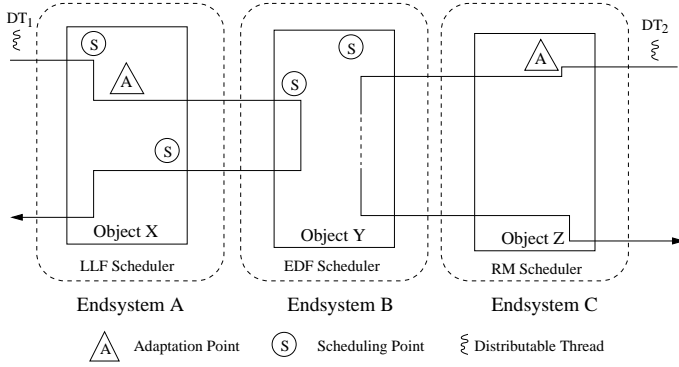 DT1
DT2
S
S
A
A
S
S
Object X
Object Y
Object Z
LLF Scheduler
EDF Scheduler
RM Scheduler
Endsystem A
Endsystem B
Endsystem C
A Adaptation Point
S Scheduling Point
Distributable Thread